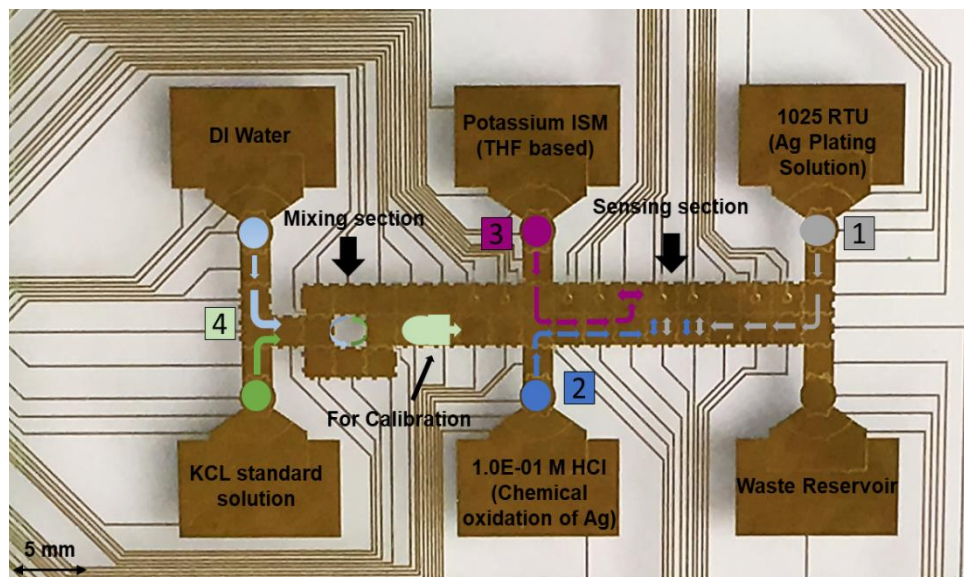 DI Water
Potassium ISM
(THF based)
1025 RTU
(Ag Plating
Solution)
Mixing section
Sensing section
3
1
4
For Calibration
2
KCL standard
solution
1.0E-01 M HCl
(Chemical
oxidation of Ag)
Waste Reservoir
5 mm